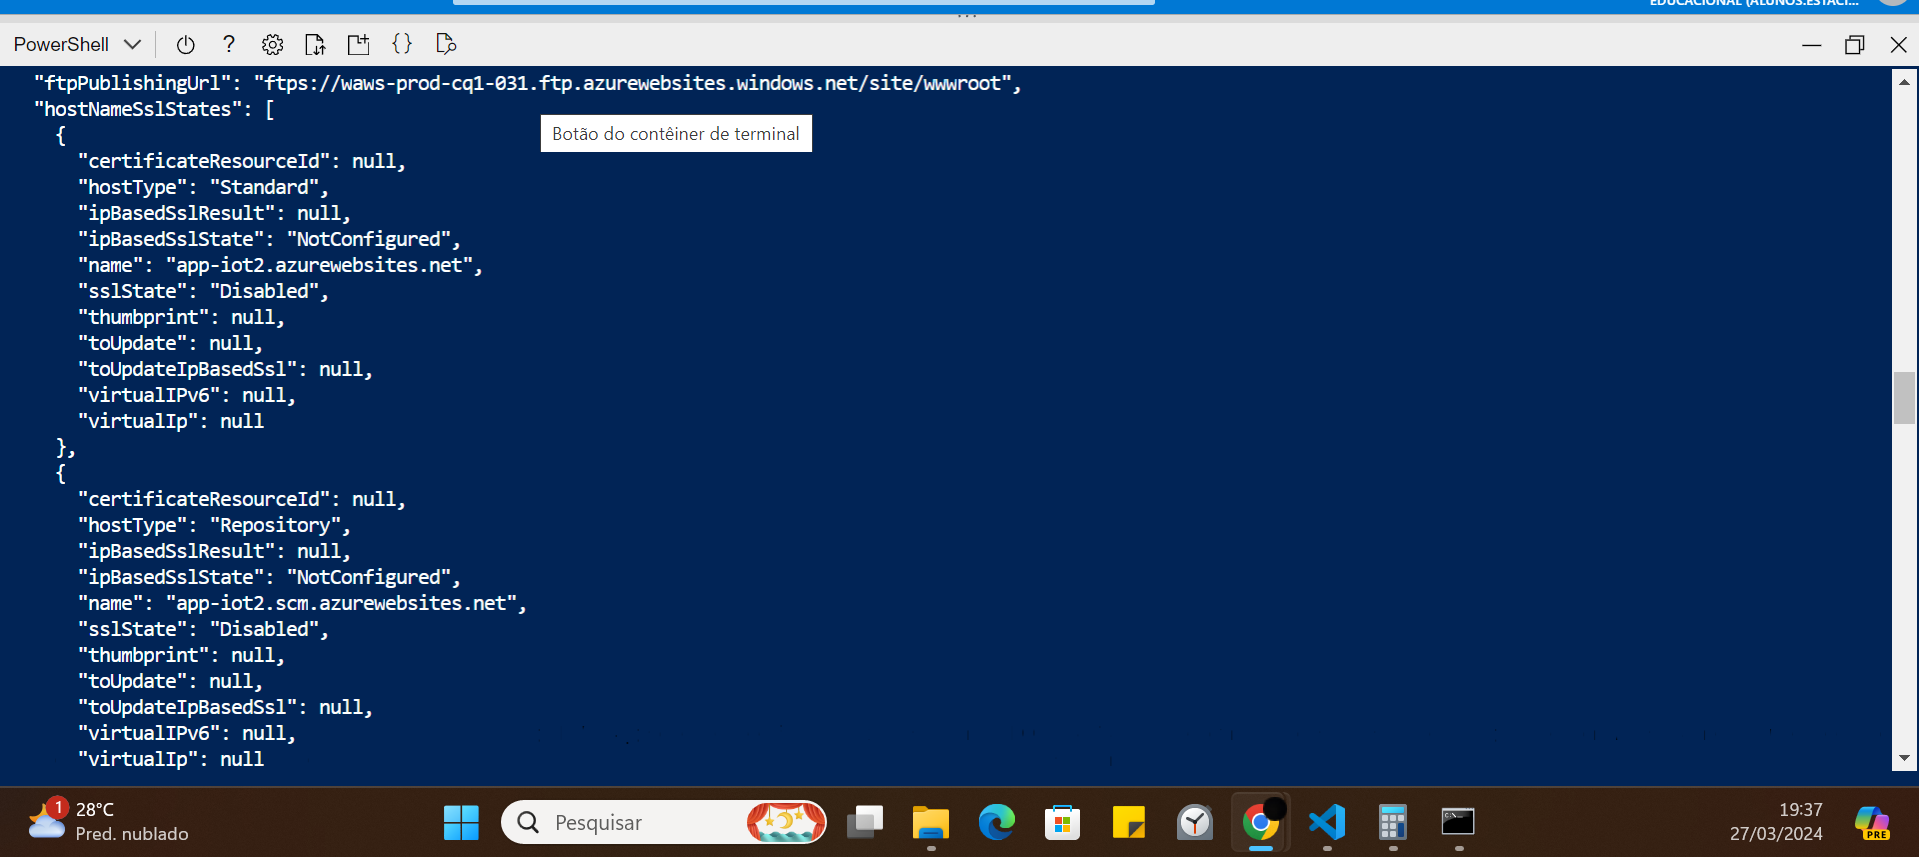 EDUCACIONAL (ALUNOS.ESTACI...
PowerShell
"ftpPublishingUrl": "ftps://waws-prod-cq1-031.ftp.azurewebsites.windows.net/site/wwwroot",
"hostNameSslStates": [
{
Botão do contêiner de terminal
"certificateResourceId": null,
"hostType": "Standard",
"ipBasedSslResult": null,
"ipBasedSslState": "NotConfigured",
"name": "app-iot2.azurewebsites.net",
"sslState": "Disabled",
"thumbprint": null,
"toUpdate": null,
"toUpdateIpBasedSsl": null,
"virtualIPv6": null,
"virtualIp": null
},
{
"certificateResourceId": null,
"hostType": "Repository",
"ipBasedSslResult": null,
"ipBasedSslState": "NotConfigured",
"name": "app-iot2.scm.azurewebsites.net",
"sslState": "Disabled",
"thumbprint": null,
"toUpdate": null,
"toUpdateIpBasedSsl": null,
"virtualIPv6": null,
"virtualIp": null
1
28°C
Pred. nublado
Pesquisar
19:37
27/03/2024
PRE